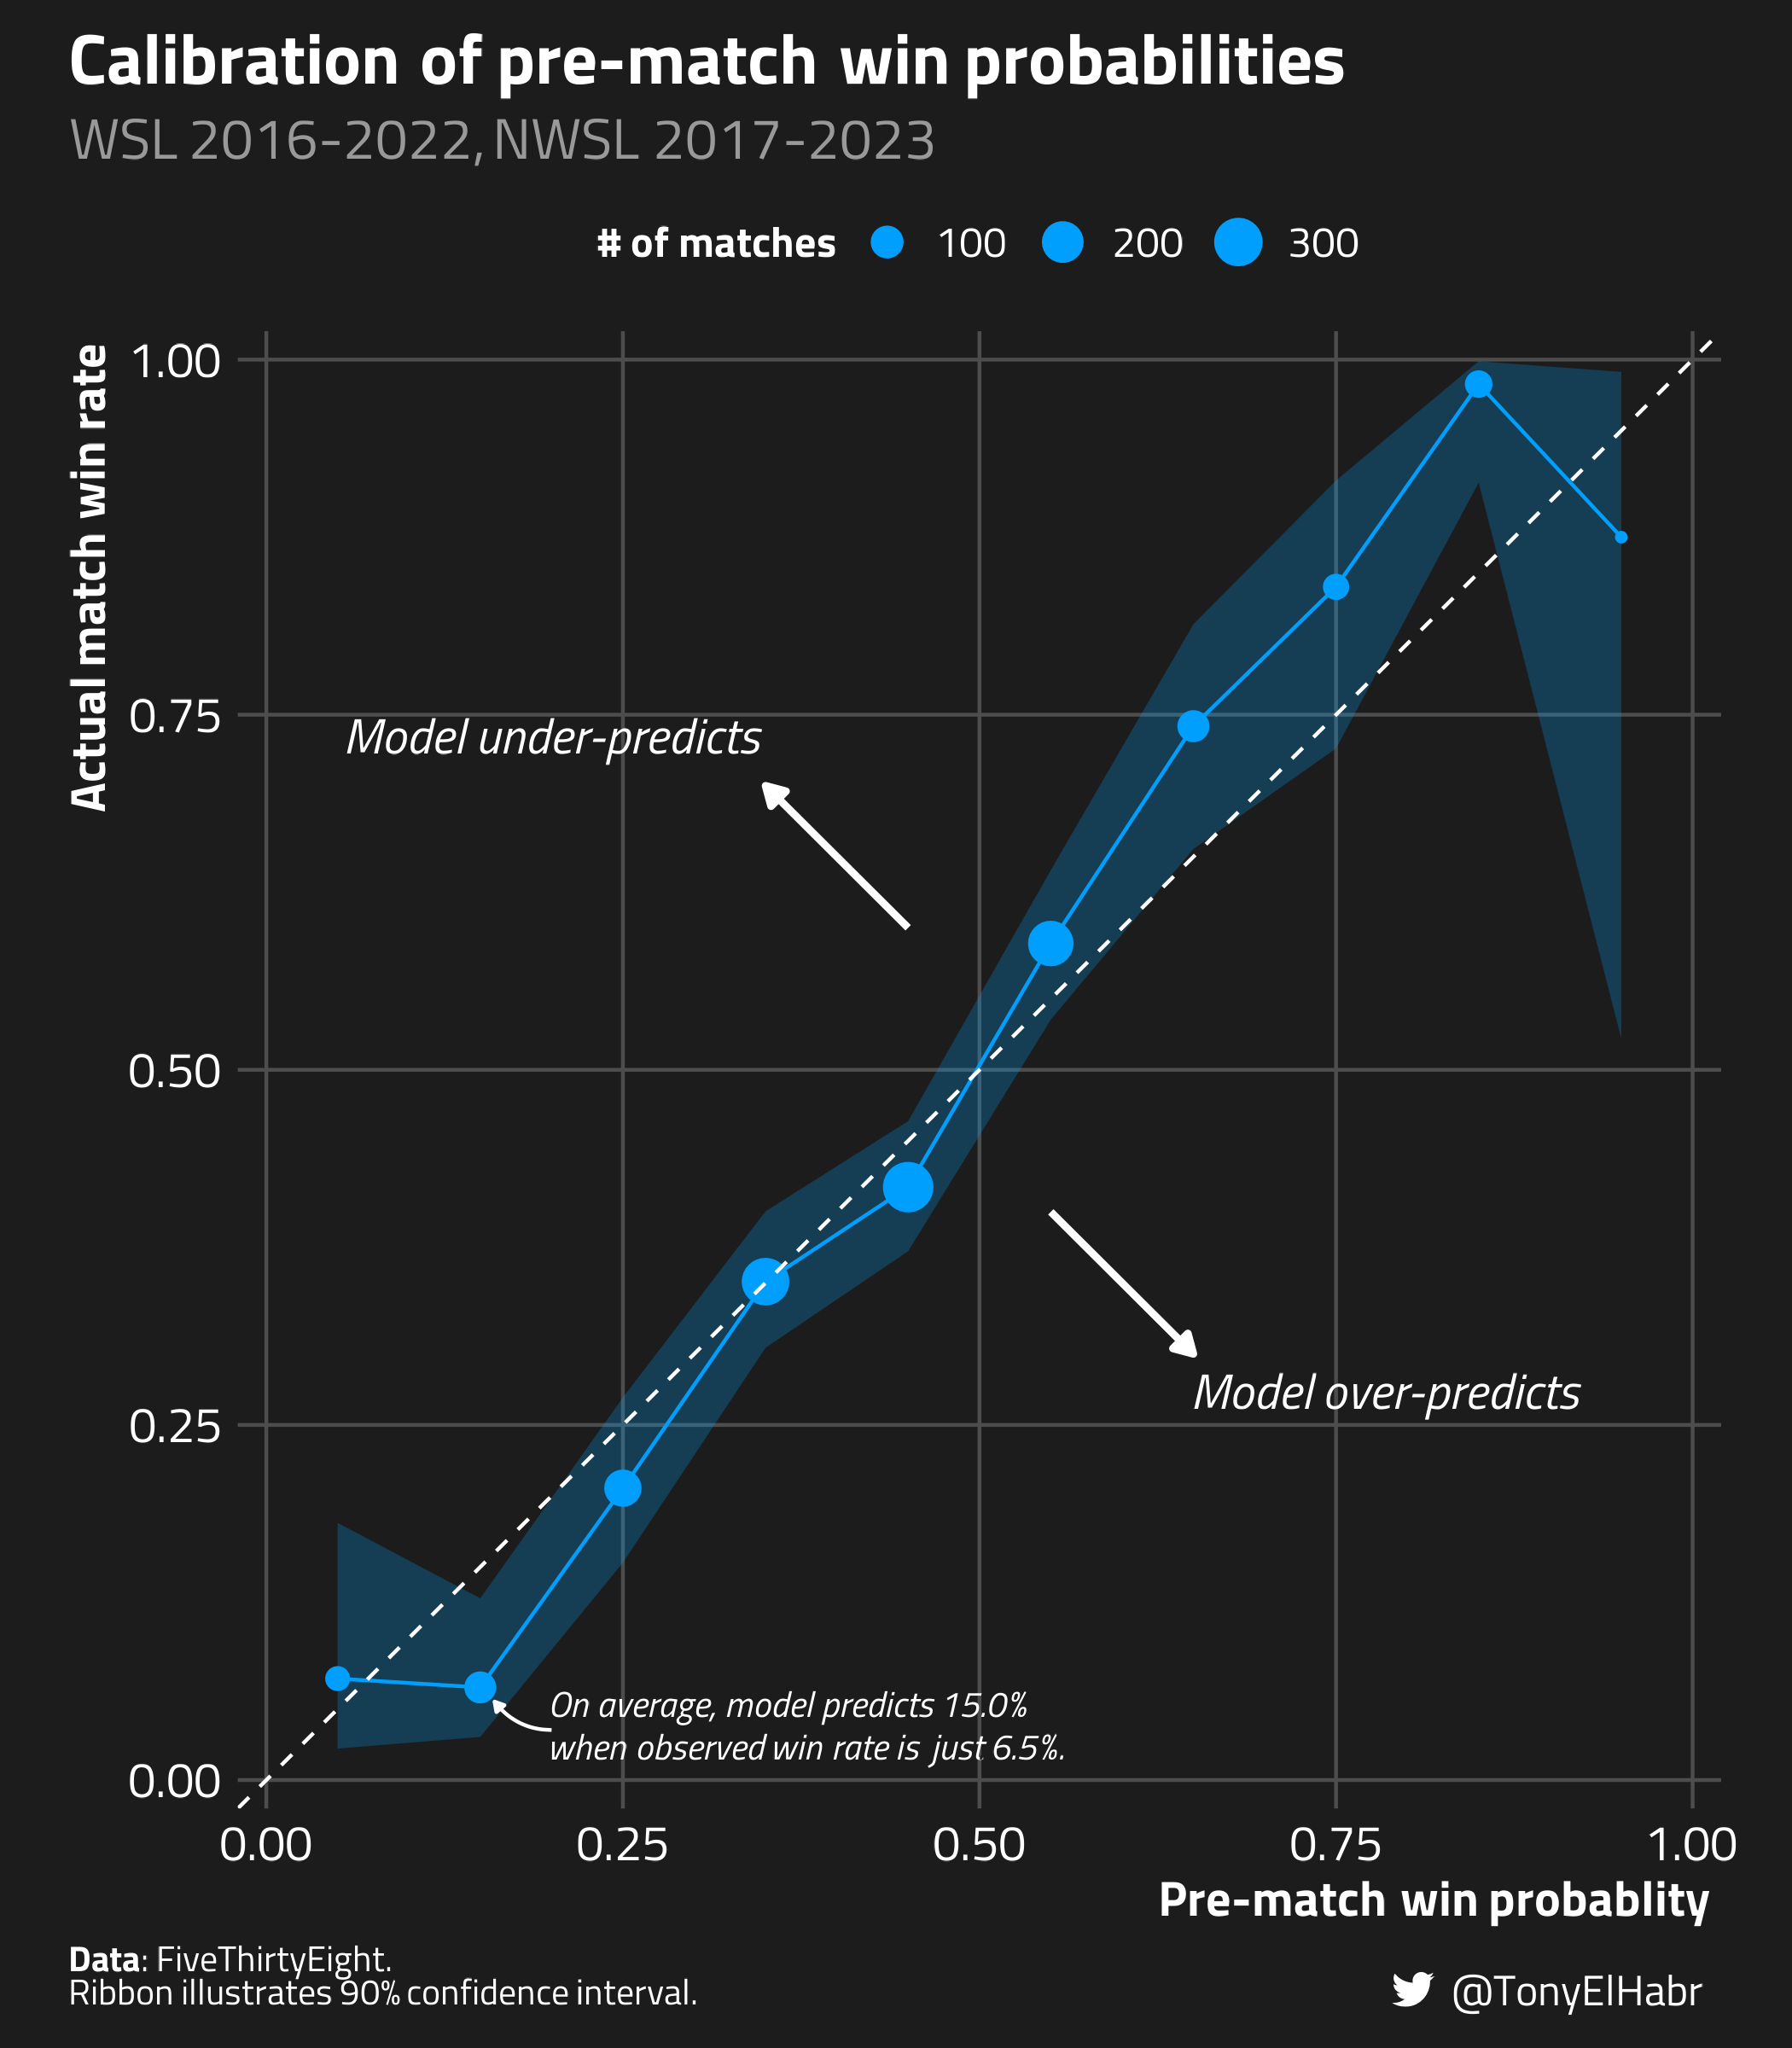 Calibration of pre-match win probabilities
WSL 2016-2022, NWSL 2017-2023
# of matches 100 200 300
Actual match win rate
1.00
0.75
0.50
0.25
0.00
Model under-predicts
Model over-predicts
On average, model predicts 15.0%
when observed win rate is just 6.5%.
0.00 0.25 0.50 0.75 1.00
Pre-match win probablity
Data: FiveThirtyEight.
Ribbon illustrates 90% confidence interval.
@TonyElHabr